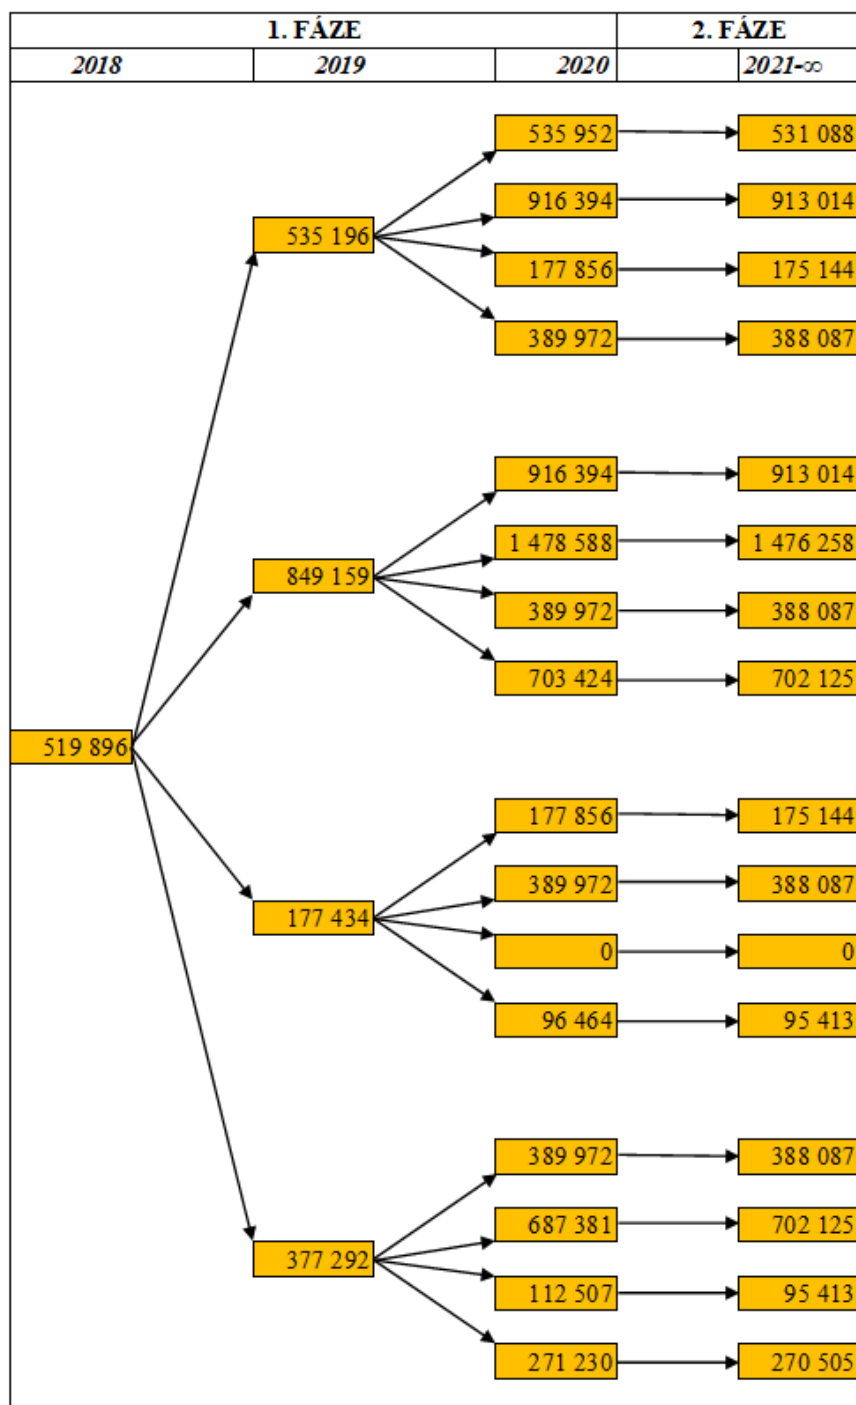 1. FÁZE 2. FÁZE
2018 2019 2020 2021-∞
535 952 531 088
916 394 913 014
535 196
177 856 175 144
389 972 388 087
916 394 913 014
1 478 588 1 476 258
849 159
389 972 388 087
703 424 702 125
519 896
177 856 175 144
389 972 388 087
177 434
0 0
96 464 95 413
389 972 388 087
687 381 702 125
377 292
112 507 95 413
271 230 270 505